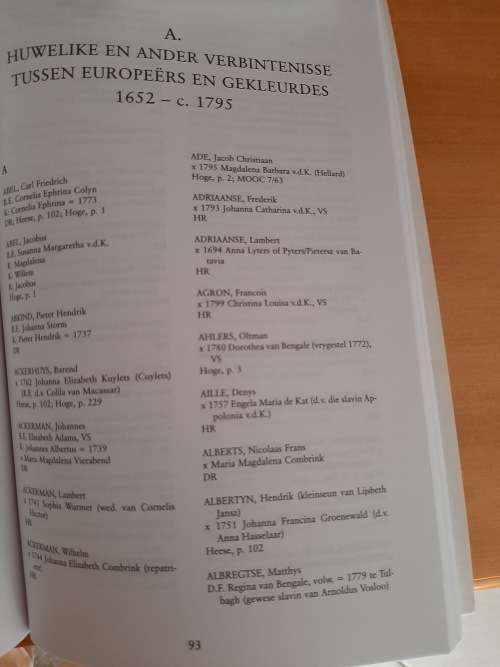 A.
HUWELIKE EN ANDER VERBINTENISSE
TUSSEN EUROPEËRS EN GEKLEURDES
1652 – c. 1795
A
ABEL, Carl Friedrich
B.E. Cornelia Ephrina Colyn
K: Cornelia Ephrina = 1773
DR; Heese, p. 102; Hoge, p. 1
ABEL, Jacobus
B.E. Susanna Margaretha v.d.K.
K: Magdalena
K: Willem
K: Jacobus
Hoge, p. 1
Pieter Hendrik
B.E. Johanna Storm
K: Pieter Hendrik = 1737
DR
ACKERHUYS, Barend
x 1762 Johanna Elizabeth Kuylets (Cuylets)
(B.E. d.v. Colila van Macassar)
Heese, p. 102; Hoge, p. 229
ACKERMAN, Johannes
B.E. Elizabeth Adams, VS
K: Johannes Albertus = 1739
x Maria Magdalena Vierabend
DR
ACKERMAN, Lambert
x 1741 Sophia Wurmer (wed. van Cornelis
Hector)
HR
ACKERMAN, Wilhelm
x 1744 Johanna Elizabeth Combrink (repatri-
eer)
HR
ADE, Jacob Christiaan
x 1795 Magdalena Barbara v.d.K. (Hellard)
Hoge, p. 2; MOOC 7/63
ADRIAANSE, Frederik
x 1793 Johanna Catharina v.d.K., VS
HR
ADRIAANSE, Lambert
x 1694 Anna Lyters of Pyters/Pietersz van Ba-
tavia
HR
AGRON, Francois
x 1799 Christina Louisa v.d.K., VS
HR
AHLERS, Oltman
x 1780 Dorothea van Bengale (vrygestel 1772),
VS
Hoge, p. 3
AILLE, Denys
x 1757 Engela Maria de Kat (d.v. die slavin Ap-
polonia v.d.K.)
HR
ALBERTS, Nicolaas Frans
x Maria Magdalena Combrink
DR
ALBERTYN, Hendrik (kleinseun van Lijsbeth
Jansz)
x 1751 Johanna Francina Groenewald (d.v.
Anna Hasselaar)
Heese, p. 102
ALBREGTSE, Matthys
D.F. Regina van Bengale, volw. = 1779 te Tul-
bagh (gewese slavin van Arnoldus Vosloo)
93